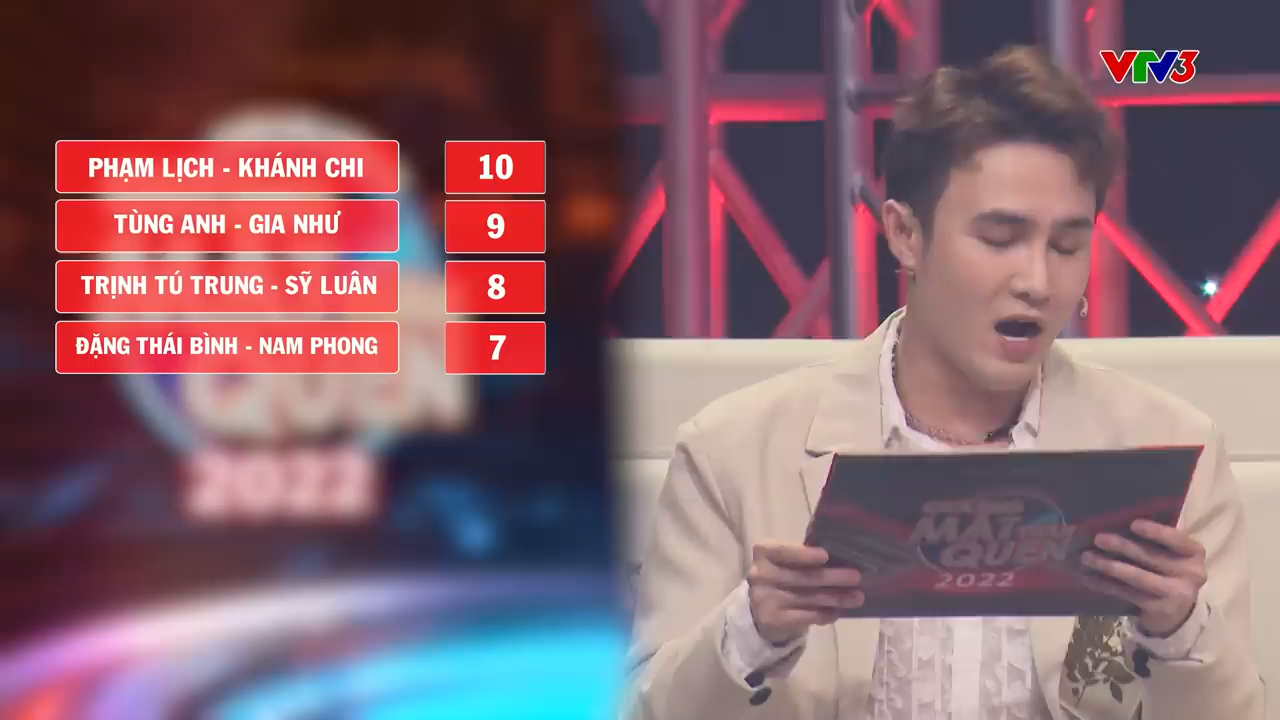 VTV3
PHẠM LỊCH - KHÁNH CHI 10
TÙNG ANH - GIA NHƯ 9
TRỊNH TÚ TRUNG - SỸ LUÂN 8
ĐẶNG THÁI BÌNH - NAM PHONG 7
QUEN
2022
MẶT
QUEN
2022